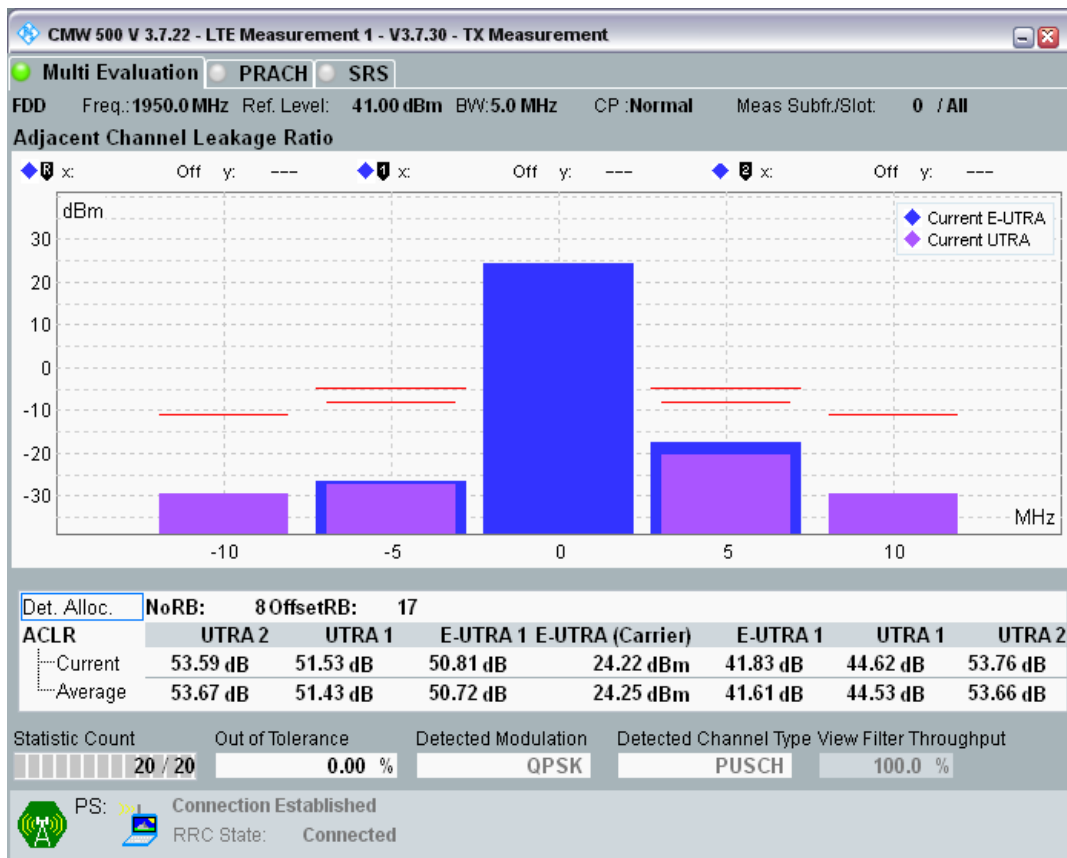 CMW 500 V 3.7.22 - LTE Measurement 1 - V3.7.30 - TX Measurement
Multi Evaluation PRACH SRS
FDD Freq.: 1950.0 MHz Ref. Level: 41.00 dBm BW: 5.0 MHz CP : Normal Meas Subfr./Slot: 0 / All
Adjacent Channel Leakage Ratio
R x: Off y: --- 1 x: Off y: --- 2 x: Off y: ---
dBm
Current E-UTRA
Current UTRA
30
20
10
0
-10
-20
-30
MHz
-10 -5 0 5 10
Det. Alloc. NoRB: 8 OffsetRB: 17
ACLR UTRA 2 UTRA 1 E-UTRA 1 E-UTRA (Carrier) E-UTRA 1 UTRA 1 UTRA 2
Current 53.59 dB 51.53 dB 50.81 dB 24.22 dBm 41.83 dB 44.62 dB 53.76 dB
Average 53.67 dB 51.43 dB 50.72 dB 24.25 dBm 41.61 dB 44.53 dB 53.66 dB
Statistic Count Out of Tolerance Detected Modulation Detected Channel Type View Filter Throughput
20 / 20 0.00 % QPSK PUSCH 100.0 %
PS: Connection Established
RRC State: Connected